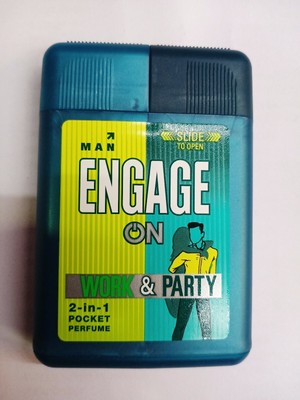 MAN
SLIDE
TO OPEN
ENGAGE
ON
WORK & PARTY
2-in-1
POCKET
PERFUME